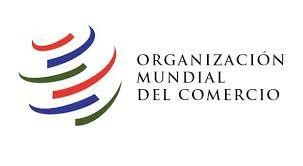 ORGANIZACIÓN
MUNDIAL
DEL COMERCIO